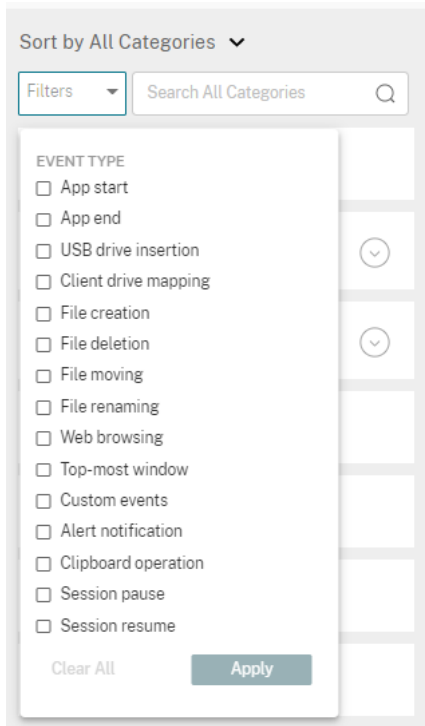 Sort by All Categories
Filters
Search All Categories
EVENT TYPE
App start
App end
USB drive insertion
Client drive mapping
File creation
File deletion
File moving
File renaming
Web browsing
Top-most window
Custom events
Alert notification
Clipboard operation
Session pause
Session resume
Clear All
Apply